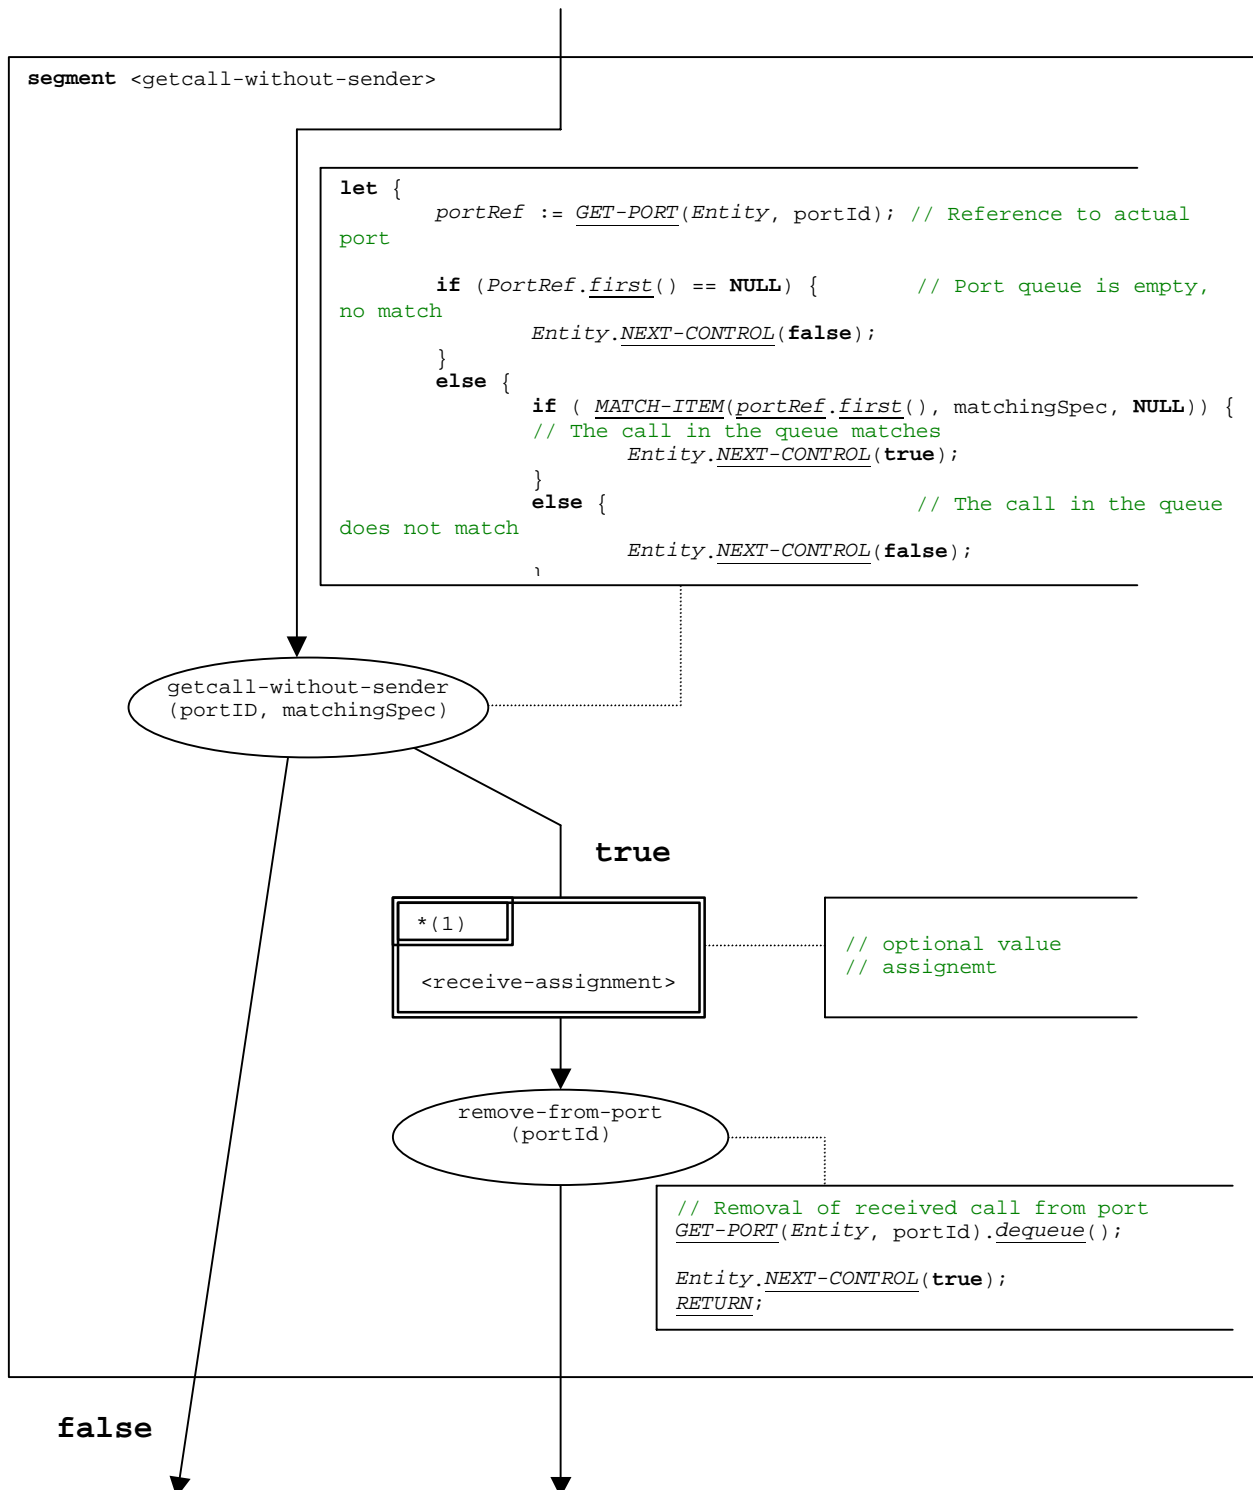 segment <getcall-without-sender>
let {
portRef := GET-PORT(Entity, portId); // Reference to actual
port
if (PortRef.first() == NULL) { // Port queue is empty,
no match
Entity.NEXT-CONTROL(false);
}
else {
if ( MATCH-ITEM(portRef.first(), matchingSpec, NULL)) {
// The call in the queue matches
Entity.NEXT-CONTROL(true);
}
else { // The call in the queue
does not match
Entity.NEXT-CONTROL(false);
}
getcall-without-sender
(portID, matchingSpec)
true
*(1)
<receive-assignment>
// optional value
// assignemt
remove-from-port
(portId)
// Removal of received call from port
GET-PORT(Entity, portId).dequeue();
Entity.NEXT-CONTROL(true);
RETURN;
false